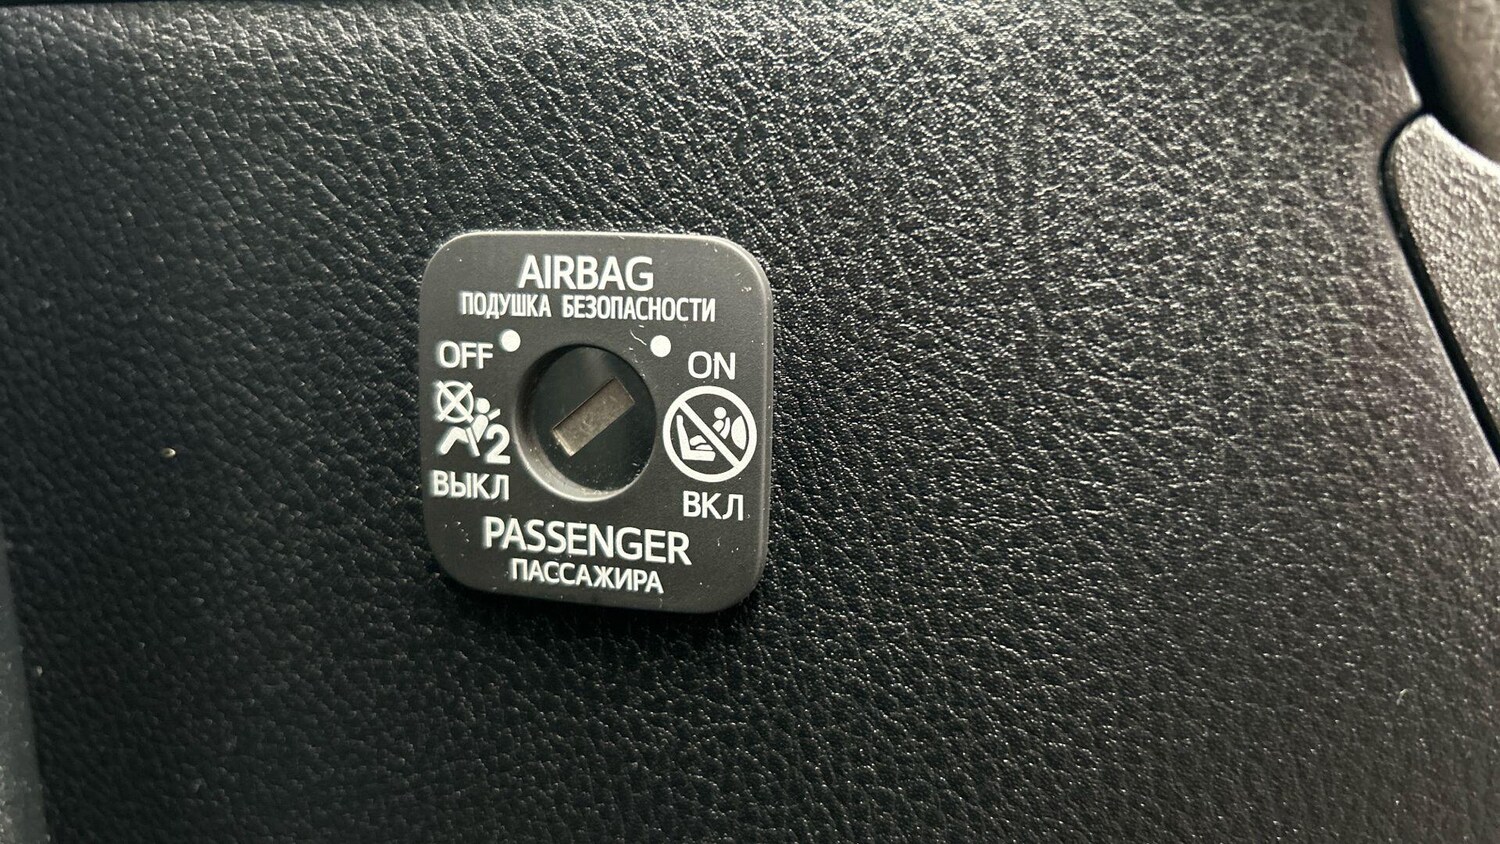 AIRBAG
ПОДУШКА БЕЗОПАСНОСТИ
OFF
ON
2
ВЫКЛ
ВКЛ
PASSENGER
ПАССАЖИРА